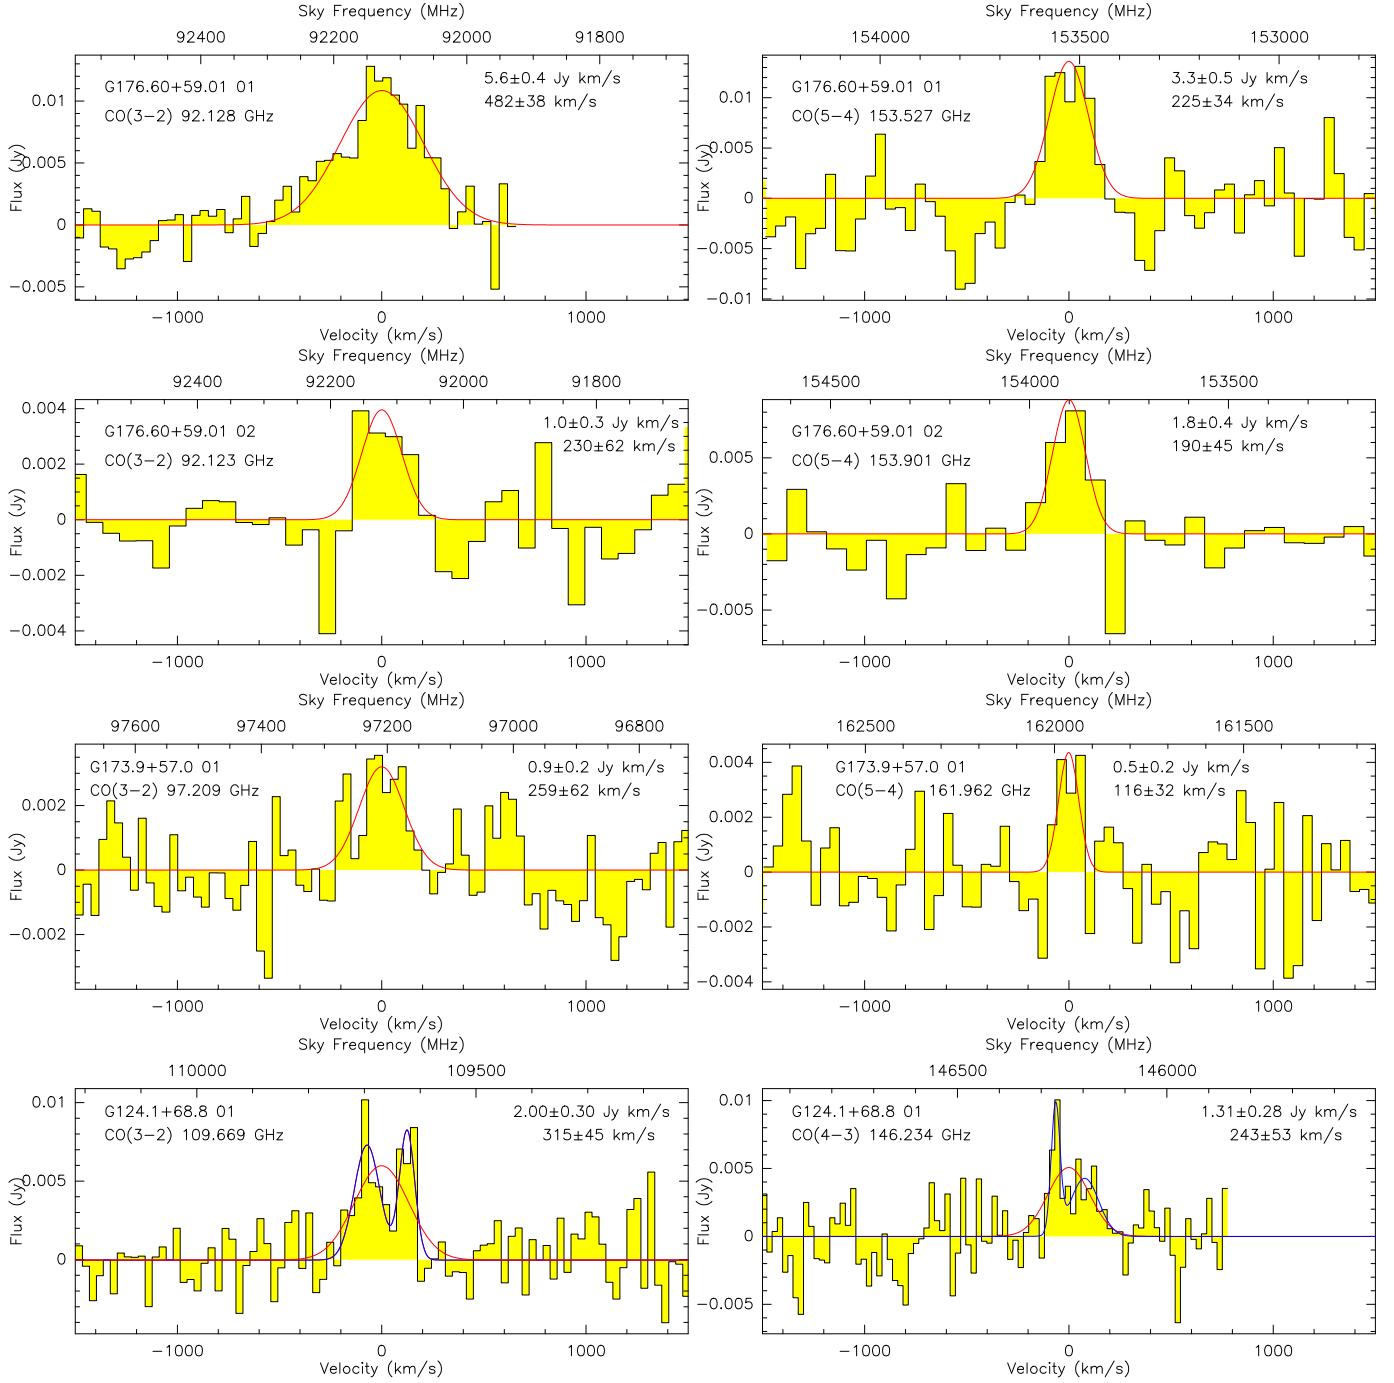 Sky Frequency (MHz)
92400 92200 92000 91800
G176.60+59.01 01
CO(3−2) 92.128 GHz
5.6±0.4 Jy km/s
482±38 km/s
0.01
0.005
0
−0.005
Flux (Jy)
−1000 0 1000
Velocity (km/s)
Sky Frequency (MHz)
154000 153500 153000
G176.60+59.01 01
CO(5−4) 153.527 GHz
3.3±0.5 Jy km/s
225±34 km/s
0.01
0.005
0
−0.005
−0.01
Flux (Jy)
−1000 0 1000
Velocity (km/s)
Sky Frequency (MHz)
92400 92200 92000 91800
G176.60+59.01 02
CO(3−2) 92.123 GHz
1.0±0.3 Jy km/s
230±62 km/s
0.004
0.002
0
−0.002
−0.004
Flux (Jy)
−1000 0 1000
Velocity (km/s)
Sky Frequency (MHz)
154500 154000 153500
G176.60+59.01 02
CO(5−4) 153.901 GHz
1.8±0.4 Jy km/s
190±45 km/s
0.005
0
−0.005
Flux (Jy)
−1000 0 1000
Velocity (km/s)
Sky Frequency (MHz)
97600 97400 97200 97000 96800
G173.9+57.0 01
CO(3−2) 97.209 GHz
0.9±0.2 Jy km/s
259±62 km/s
0.002
0
−0.002
Flux (Jy)
−1000 0 1000
Velocity (km/s)
Sky Frequency (MHz)
162500 162000 161500
G173.9+57.0 01
CO(5−4) 161.962 GHz
0.5±0.2 Jy km/s
116±32 km/s
0.004
0.002
0
−0.002
−0.004
Flux (Jy)
−1000 0 1000
Velocity (km/s)
Sky Frequency (MHz)
110000 109500
G124.1+68.8 01
CO(3−2) 109.669 GHz
2.00±0.30 Jy km/s
315±45 km/s
0.01
0.005
0
Flux (Jy)
−1000 0 1000
Velocity (km/s)
Sky Frequency (MHz)
146500 146000
G124.1+68.8 01
CO(4−3) 146.234 GHz
1.31±0.28 Jy km/s
243±53 km/s
0.01
0.005
0
−0.005
Flux (Jy)
−1000 0 1000
Velocity (km/s)